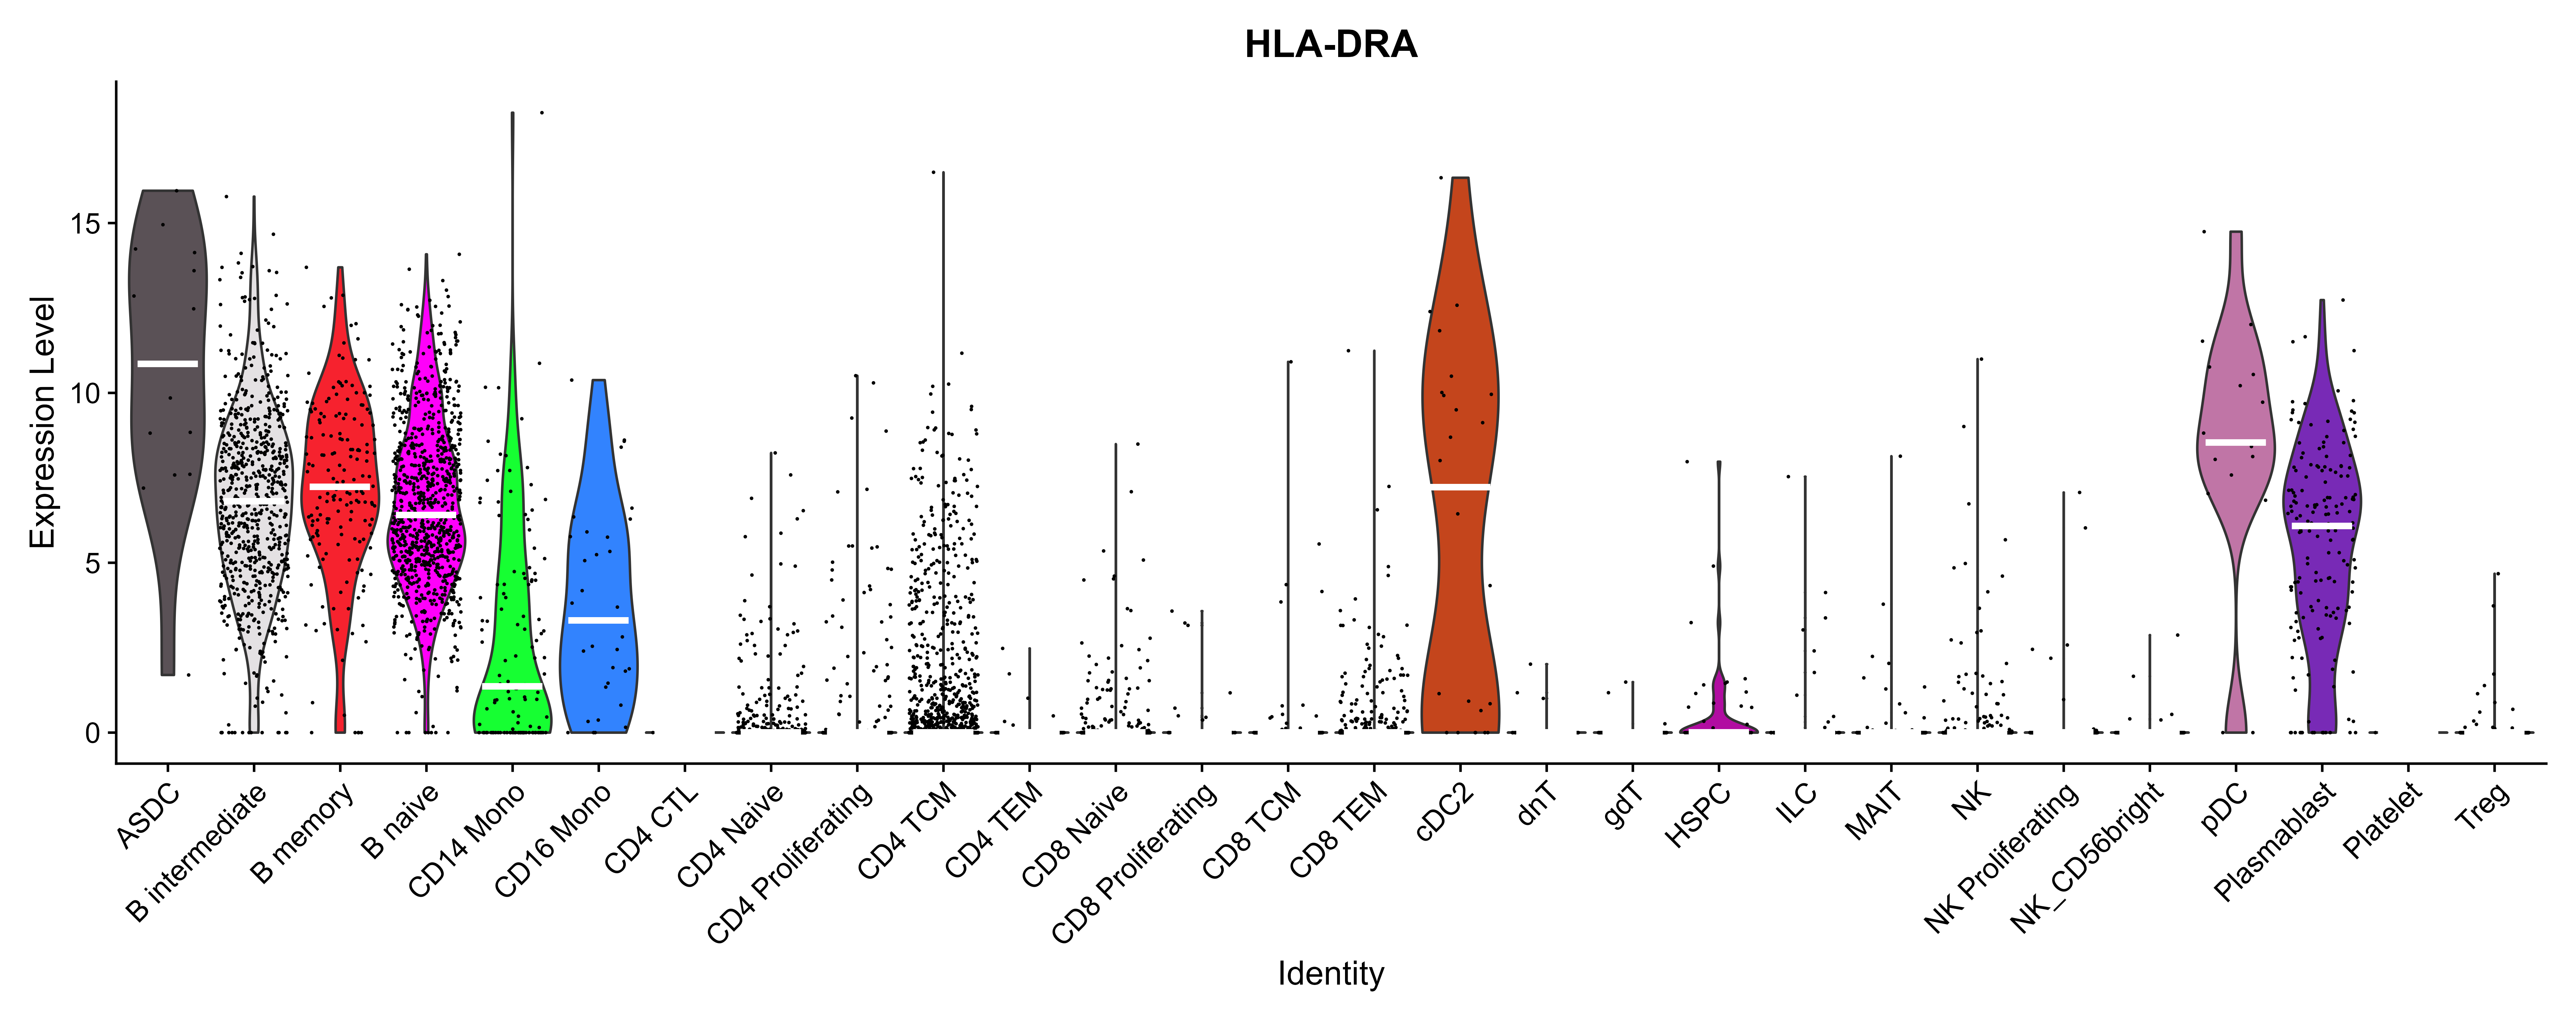 HLA-DRA
Expression Level
15
10
5
0
ASDC
B intermediate
B memory
B naive
CD14 Mono
CD16 Mono
CD4 CTL
CD4 Naive
CD4 Proliferating
CD4 TCM
CD4 TEM
CD8 Naive
CD8 Proliferating
CD8 TCM
CD8 TEM
cDC2
dnT
gdT
HSPC
ILC
MAIT
NK
NK Proliferating
NK_CD56bright
pDC
Plasmablast
Platelet
Treg
Identity